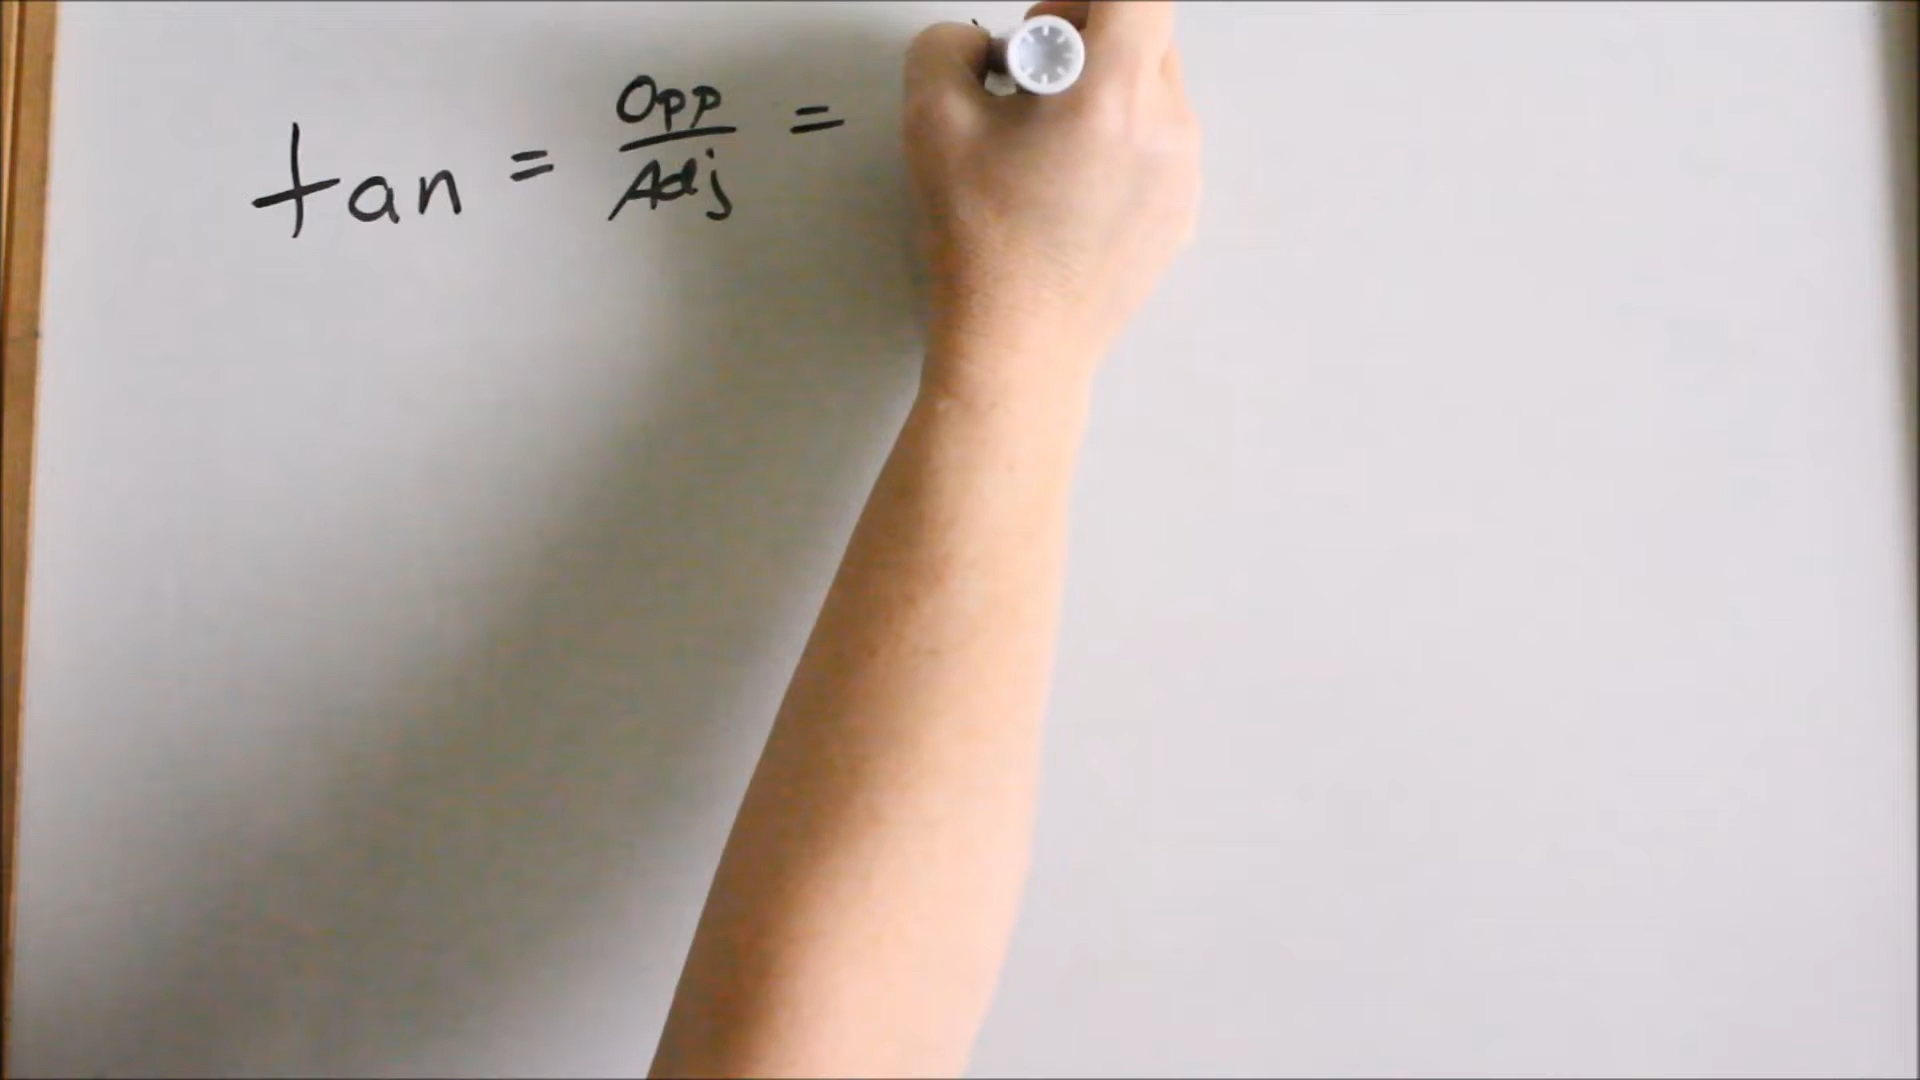 tan = Opp/Adj =